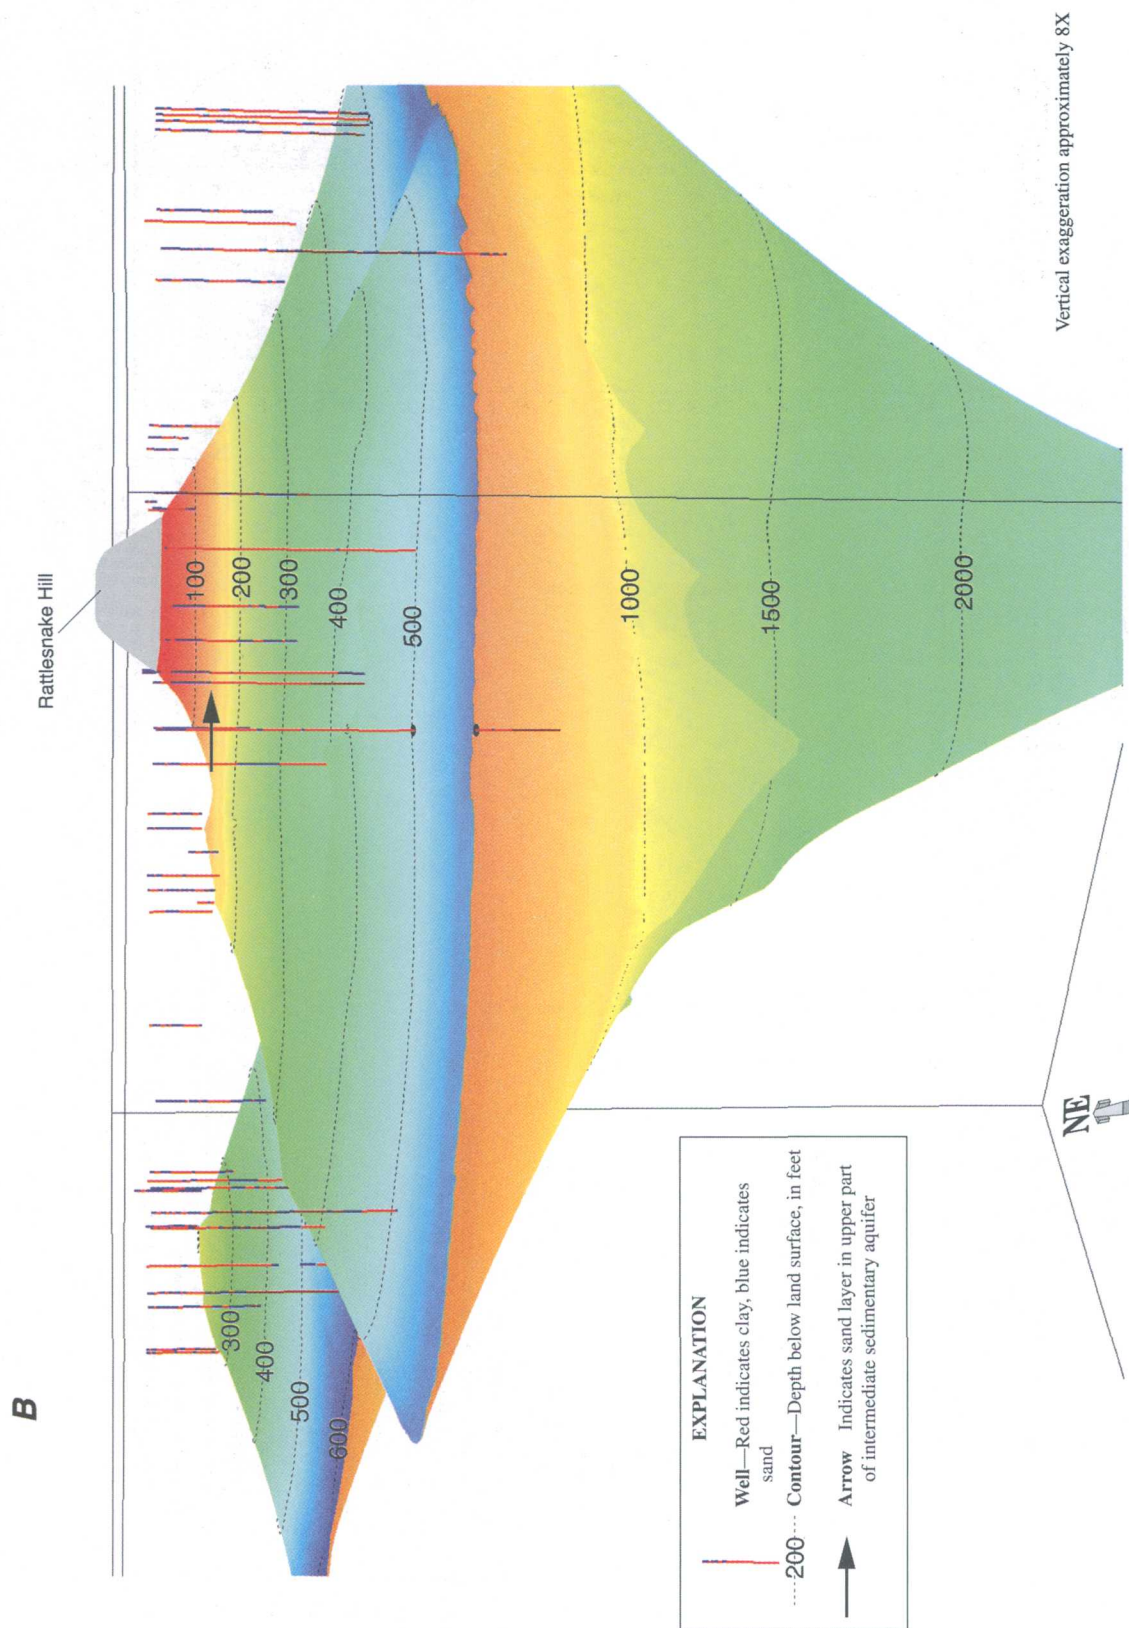 B
Rattlesnake Hill
100
200
300
400
500
1000
1500
2000
300
400
500
600
EXPLANATION
Well—Red indicates clay, blue indicates
sand
200 Contour—Depth below land surface, in feet
Arrow Indicates sand layer in upper part
of intermediate sedimentary aquifer
NE
Vertical exaggeration approximately 8X